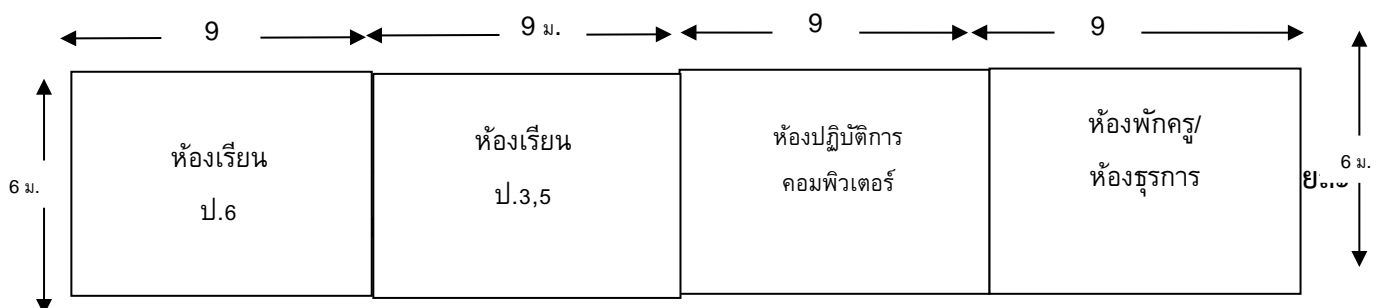 9
9 ม.
9
9
6 ม.
ห้องเรียน
ป.6
ห้องเรียน
ป.3,5
ห้องปฏิบัติการ
คอมพิวเตอร์
ห้องพักครู/
ห้องธุรการ
6 ม.